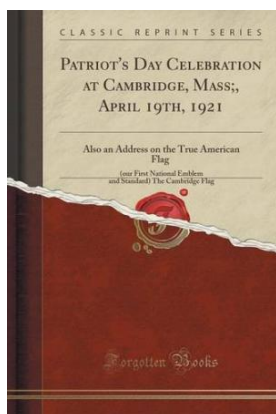 CLASSIC REPRINT SERIES
PATRIOT'S DAY CELEBRATION
AT CAMBRIDGE, MASS;,
APRIL 19TH, 1921
Also an Address on the True American
Flag
(our First National Emblem
and Standard) The Cambridge Flag
F
Forgotten Books